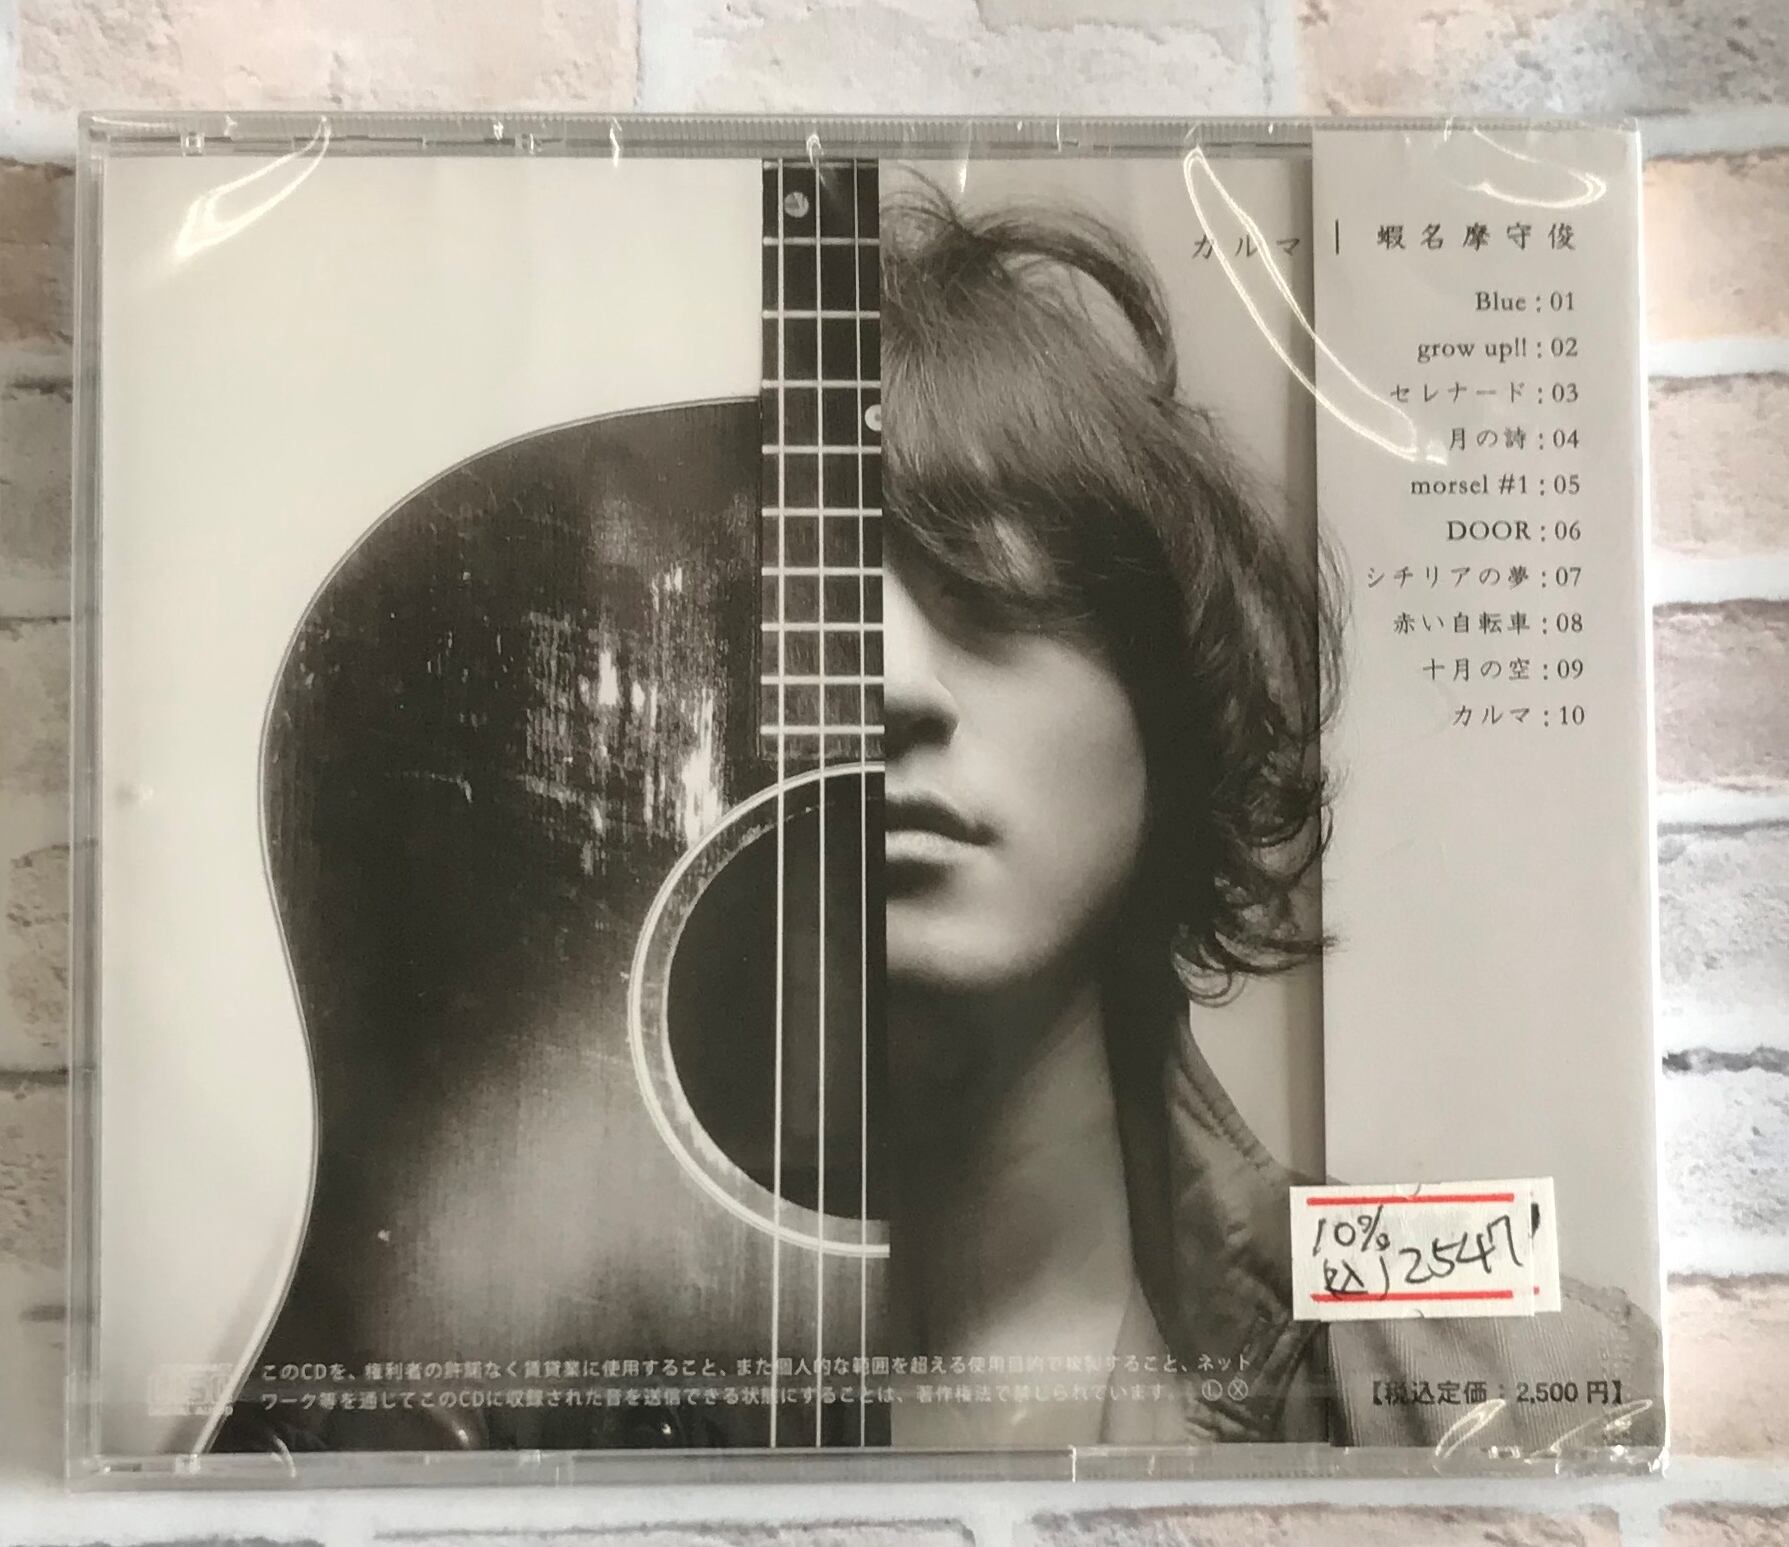 カルマ | 蝦名摩守俊
Blue : 01
grow up!! : 02
セレナード : 03
月の詩 : 04
morsel #1 : 05
DOOR : 06
シチリアの夢 : 07
赤い自転車 : 08
十月の空 : 09
カルマ : 10
10%
込) 2547
このCDを、権利者の許諾なく賃貸業に使用すること、また個人的な範囲を超える使用目的で複製すること、ネット
ワーク等を通じてこのCDに収録された音を送信できる状態にすることは、著作権法で禁じられています。 Ⓛ Ⓧ
【税込定価：2,500 円】